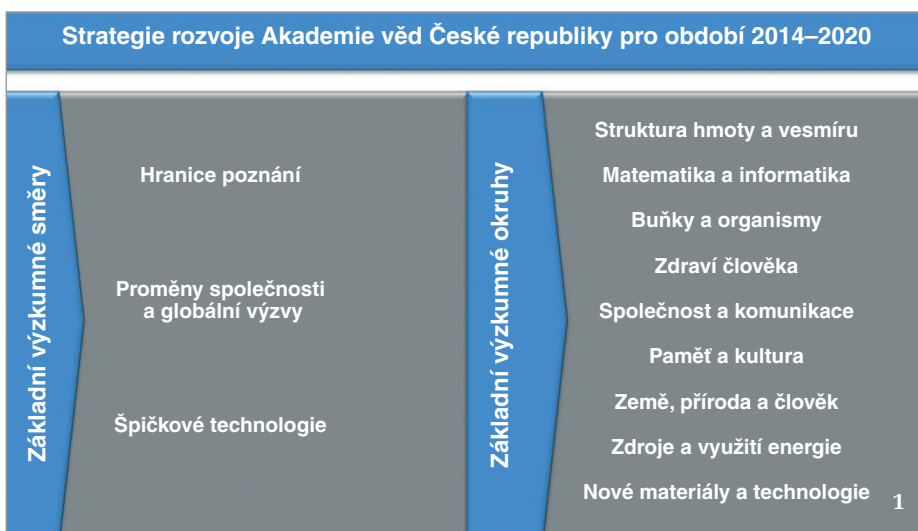 Strategie rozvoje Akademie věd České republiky pro období 2014–2020
Základní výzkumné směry
Hranice poznání
Proměny společnosti
a globální výzvy
Špičkové technologie
Základní výzkumné okruhy
Struktura hmoty a vesmíru
Matematika a informatika
Buňky a organismy
Zdraví člověka
Společnost a komunikace
Paměť a kultura
Země, příroda a člověk
Zdroje a využití energie
Nové materiály a technologie
1